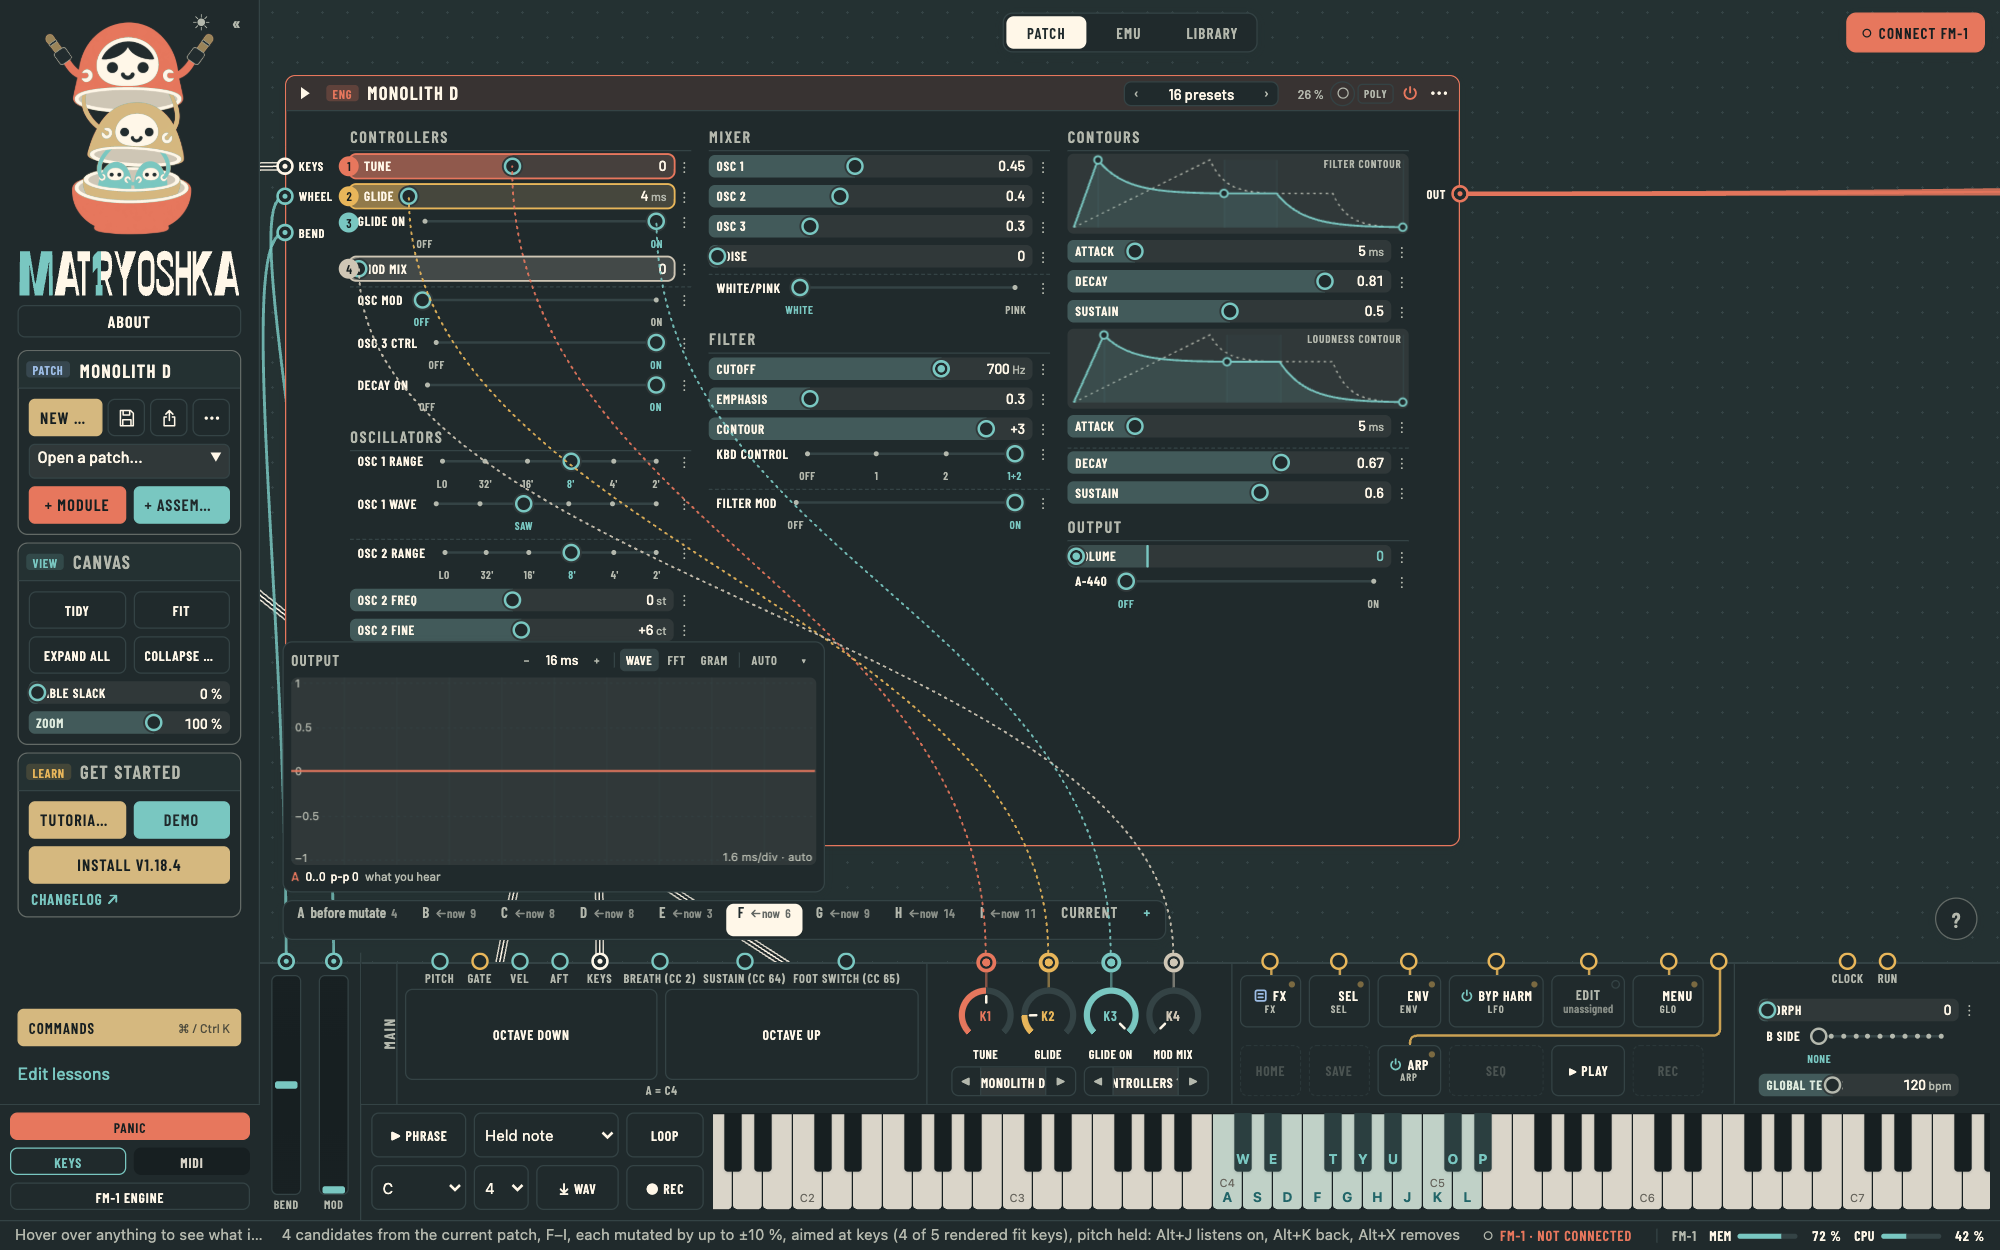 «
MATRYOSHKA
ABOUT
PATCH MONOLITH D
NEW ...
Open a patch...
+ MODULE
+ ASSEM...
VIEW CANVAS
TIDY
FIT
EXPAND ALL
COLLAPSE ...
BLE SLACK 0 %
ZOOM 100 %
LEARN GET STARTED
TUTORIA...
DEMO
INSTALL V1.18.4
CHANGELOG ↗
COMMANDS ⌘ / Ctrl K
Edit lessons
PANIC
KEYS
MIDI
FM-1 ENGINE
PATCH
EMU
LIBRARY
CONNECT FM-1
ENG MONOLITH D
‹ 16 presets ›
26 %
POLY
KEYS
WHEEL
BEND
OUT
CONTROLLERS
1 TUNE 0
2 GLIDE 4 ms
3 GLIDE ON
OFF ON
4 MOD MIX 0
OSC MOD
OFF ON
OSC 3 CTRL
OFF ON
DECAY ON
OFF ON
OSCILLATORS
OSC 1 RANGE
LO 32' 16' 8' 4' 2'
OSC 1 WAVE
SAW
OSC 2 RANGE
LO 32' 16' 8' 4' 2'
OSC 2 FREQ 0 st
OSC 2 FINE +6 ct
MIXER
OSC 1 0.45
OSC 2 0.4
OSC 3 0.3
OISE 0
WHITE/PINK
WHITE PINK
FILTER
CUTOFF 700 Hz
EMPHASIS 0.3
CONTOUR +3
KBD CONTROL
OFF 1 2 1+2
FILTER MOD
OFF ON
CONTOURS
FILTER CONTOUR
ATTACK 5 ms
DECAY 0.81
SUSTAIN 0.5
LOUDNESS CONTOUR
ATTACK 5 ms
DECAY 0.67
SUSTAIN 0.6
OUTPUT
LUME 0
A-440
OFF ON
OUTPUT
− 16 ms +
WAVE FFT GRAM AUTO
1
0.5
0
−0.5
−1
1.6 ms/div · auto
A 0..0 p-p 0 what you hear
A before mutate 4
B ←now 9
C ←now 8
D ←now 8
E ←now 3
F ←now 6
G ←now 9
H ←now 14
I ←now 11
CURRENT +
?
PITCH GATE VEL AFT KEYS BREATH (CC 2) SUSTAIN (CC 64) FOOT SWITCH (CC 65)
MAIN
OCTAVE DOWN
OCTAVE UP
A = C4
K1 K2 K3 K4
TUNE GLIDE GLIDE ON MOD MIX
◀ MONOLITH D ▶
◀ NTROLLERS ▶
FX
FX
SEL
SEL
ENV
ENV
BYP HARM
LFO
EDIT
unassigned
MENU
GLO
HOME
SAVE
ARP
ARP
SEQ
▶ PLAY
REC
CLOCK RUN
ORPH 0
B SIDE
NONE
GLOBAL TE 120 bpm
BEND MOD
▶ PHRASE
Held note
LOOP
C
4
WAV
REC
C2 C3 C4 C5 C6 C7
W E T Y U O P
A S D F G H J K L
Hover over anything to see what i...
4 candidates from the current patch, F–I, each mutated by up to ±10 %, aimed at keys (4 of 5 rendered fit keys), pitch held: Alt+J listens on, Alt+K back, Alt+X removes
FM-1 · NOT CONNECTED
FM-1 MEM 72 % CPU 42 %